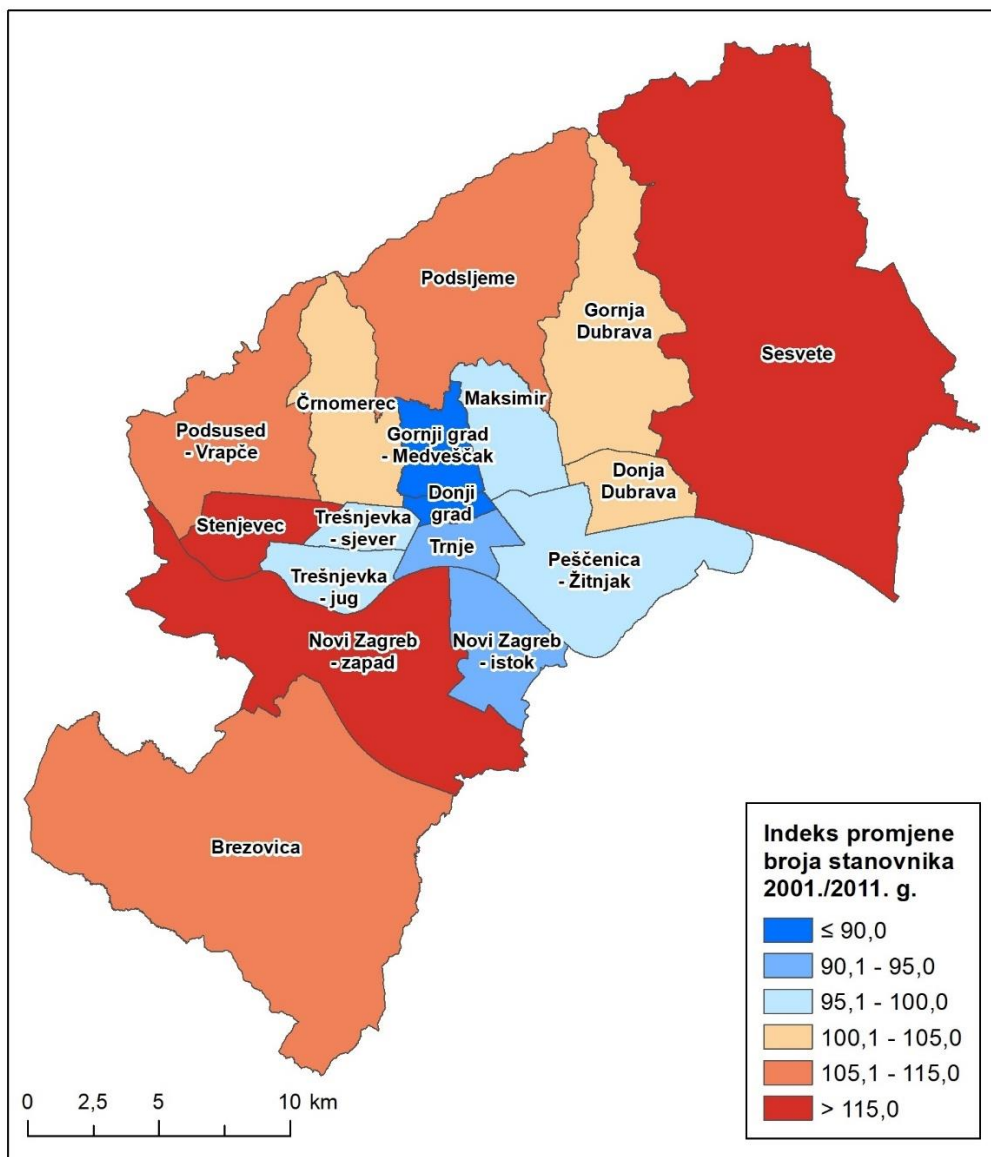 Podsljeme
Gornja
Dubrava
Sesvete
Črnomerec
Maksimir
Podsused
- Vrapče
Gornji grad
- Medveščak
Donja
Dubrava
Donji
grad
Stenjevec
Trešnjevka
- sjever
Trnje
Peščenica
- Žitnjak
Trešnjevka
- jug
Novi Zagreb
- zapad
Novi Zagreb
- istok
Brezovica
Indeks promjene
broja stanovnika
2001./2011. g.
≤ 90,0
90,1 - 95,0
95,1 - 100,0
100,1 - 105,0
105,1 - 115,0
> 115,0
0 2,5 5 10 km